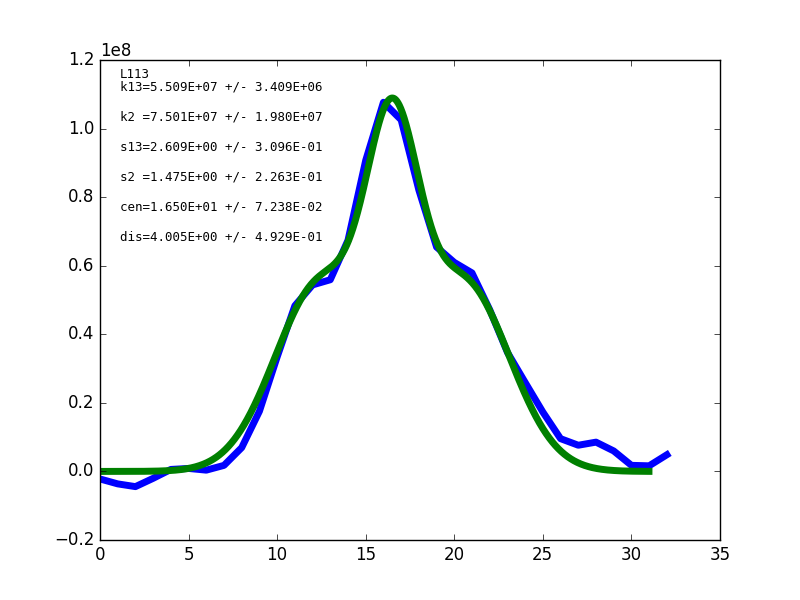 1e8
1.2
1.0
0.8
0.6
0.4
0.2
0.0
−0.2
L113
k13=5.509E+07 +/- 3.409E+06
k2 =7.501E+07 +/- 1.980E+07
s13=2.609E+00 +/- 3.096E-01
s2 =1.475E+00 +/- 2.263E-01
cen=1.650E+01 +/- 7.238E-02
dis=4.005E+00 +/- 4.929E-01
0 5 10 15 20 25 30 35